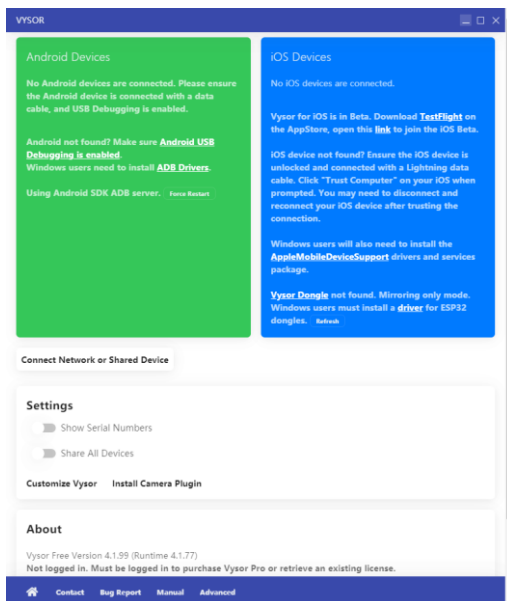 VYSOR
Android Devices
No Android devices are connected. Please ensure
the Android device is connected with a data
cable, and USB Debugging is enabled.
Android not found? Make sure Android USB
Debugging is enabled.
Windows users need to install ADB Drivers.
Using Android SDK ADB server. Force Restart
iOS Devices
No iOS devices are connected.
Vysor for iOS is in Beta. Download TestFlight on
the AppStore, open this link to join the iOS Beta.
iOS device not found? Ensure the iOS device is
unlocked and connected with a Lightning data
cable. Click "Trust Computer" on your iOS when
prompted. You may need to disconnect and
reconnect your iOS device after trusting the
connection.
Windows users will also need to install the
AppleMobileDeviceSupport drivers and services
package.
Vysor Dongle not found. Mirroring only mode.
Windows users must install a driver for ESP32
dongles. Refresh
Connect Network or Shared Device
Settings
Show Serial Numbers
Share All Devices
Customize Vysor Install Camera Plugin
About
Vysor Free Version 4.1.99 (Runtime 4.1.77)
Not logged in. Must be logged in to purchase Vysor Pro or retrieve an existing license.
Contact Bug Report Manual Advanced